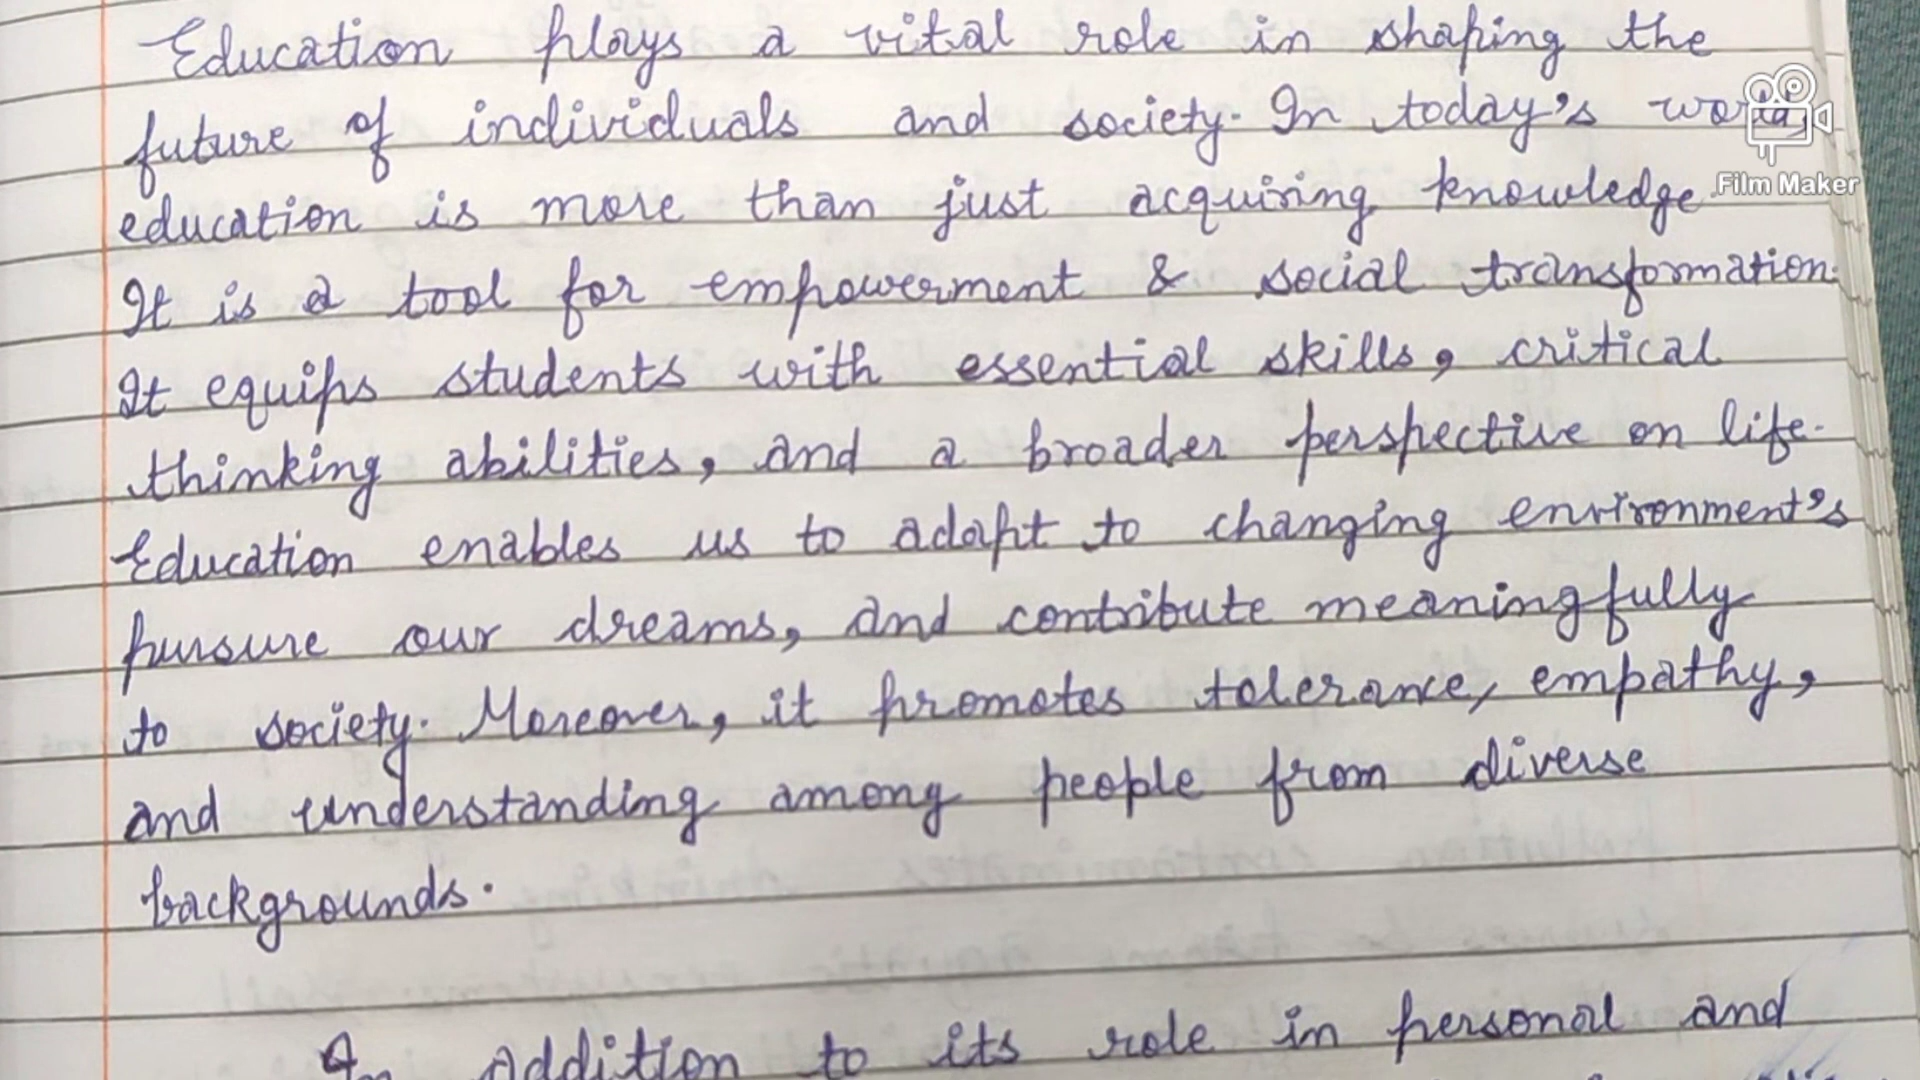 Education plays a vital role in shaping the
future of individuals and society. In today's world,
education is more than just acquiring knowledge.
It is a tool for empowerment & social transformation.
It equips students with essential skills, critical
thinking abilities, and a broader perspective on life.
Education enables us to adapt to changing environment's
pursure our dreams, and contribute meaningfully
to society. Moreover, it promotes tolerance, empathy,
and understanding among people from diverse
backgrounds.
In addition to its role in personal and
Film Maker